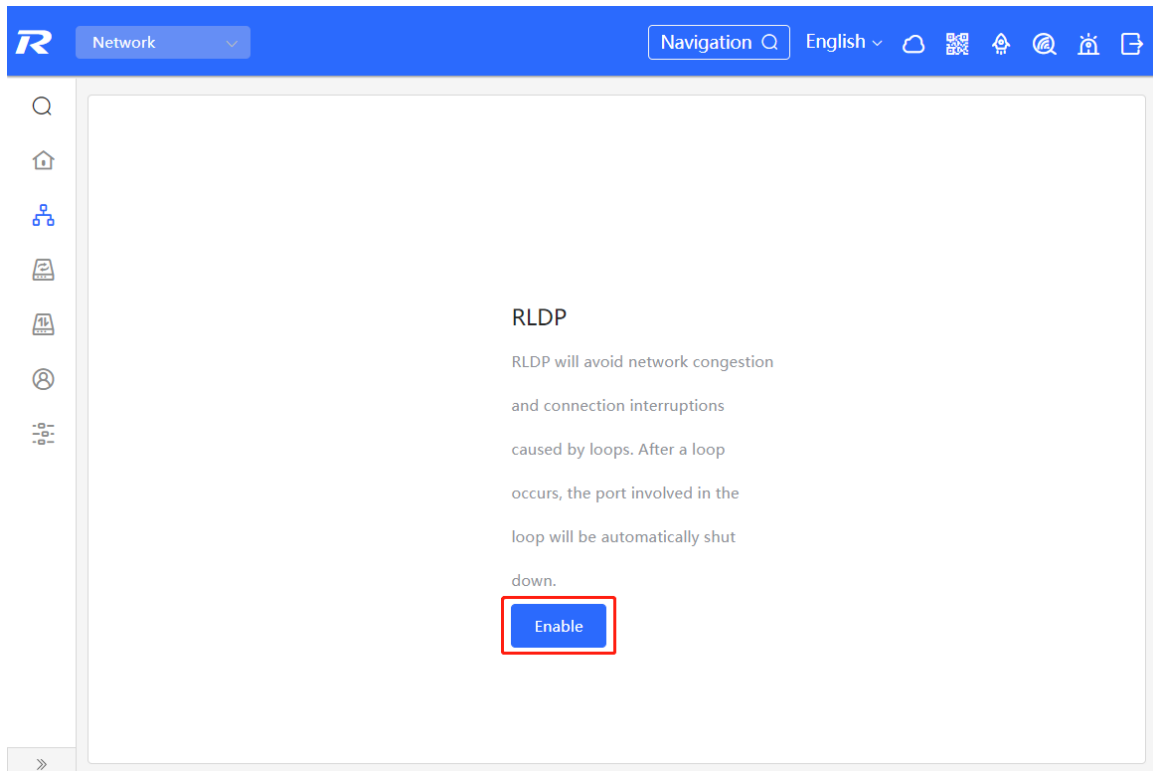 R
Network
Navigation
English
RLDP
RLDP will avoid network congestion
and connection interruptions
caused by loops. After a loop
occurs, the port involved in the
loop will be automatically shut
down.
Enable